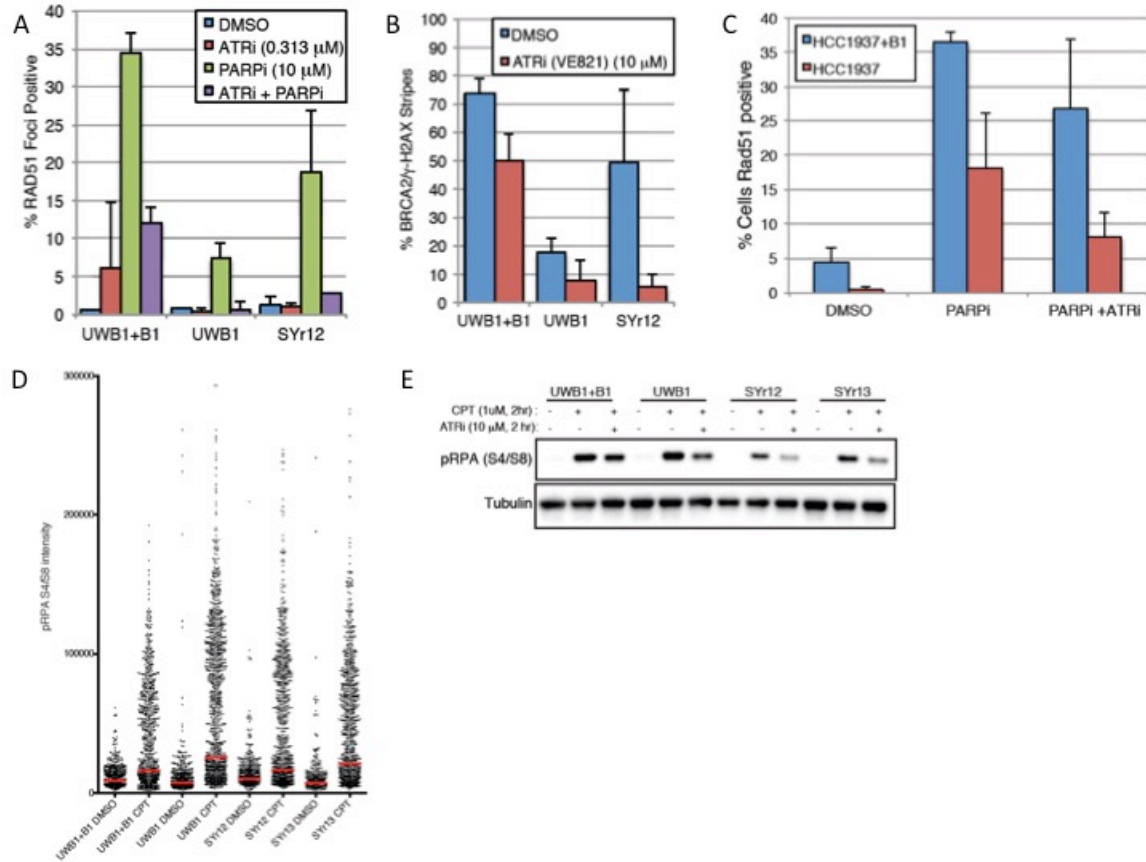 A
% RAD51 Foci Positive
40
35
30
25
20
15
10
5
0
DMSO
ATRi (0.313 µM)
PARPi (10 µM)
ATRi + PARPi
UWB1+B1 UWB1 SYr12
B
% BRCA2/γ-H2AX Stripes
100
90
80
70
60
50
40
30
20
10
0
DMSO
ATRi (VE821) (10 µM)
UWB1+B1 UWB1 SYr12
C
% Cells Rad51 positive
40
35
30
25
20
15
10
5
0
HCC1937+B1
HCC1937
DMSO PARPi PARPi +ATRi
D
pRPA S4/S8 intensity
300000
200000
100000
0
UWB1+B1 DMSO
UWB1+B1 CPT
UWB1 DMSO
UWB1 CPT
SYr12 DMSO
SYr12 CPT
SYr13 DMSO
SYr13 CPT
E
UWB1+B1 UWB1 SYr12 SYr13
CPT (1uM, 2hr) : - + + - + + - + + - + +
ATRi (10 µM, 2 hr) : + + + +
pRPA (S4/S8)
Tubulin